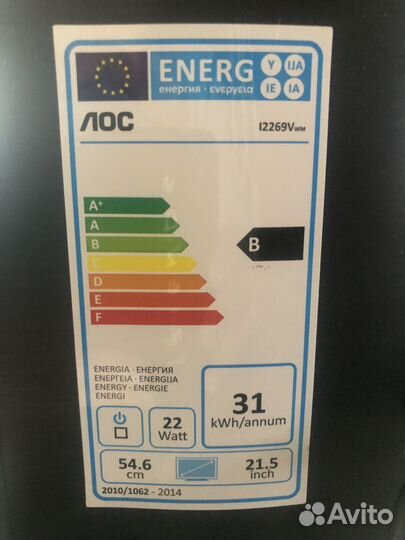 ENERG Y IJA IE IA
енергия · ενεργεια
AOC I2269Vwm
A+
A
B B
C
D
E
F
ENERGIA · ЕНЕРГИЯ
ΕΝΕΡΓΕΙΑ · ENERGIJA
ENERGY · ENERGIE
ENERGI
22
Watt
31
kWh/annum
54.6
cm
21.5
inch
2010/1062 - 2014
Avito